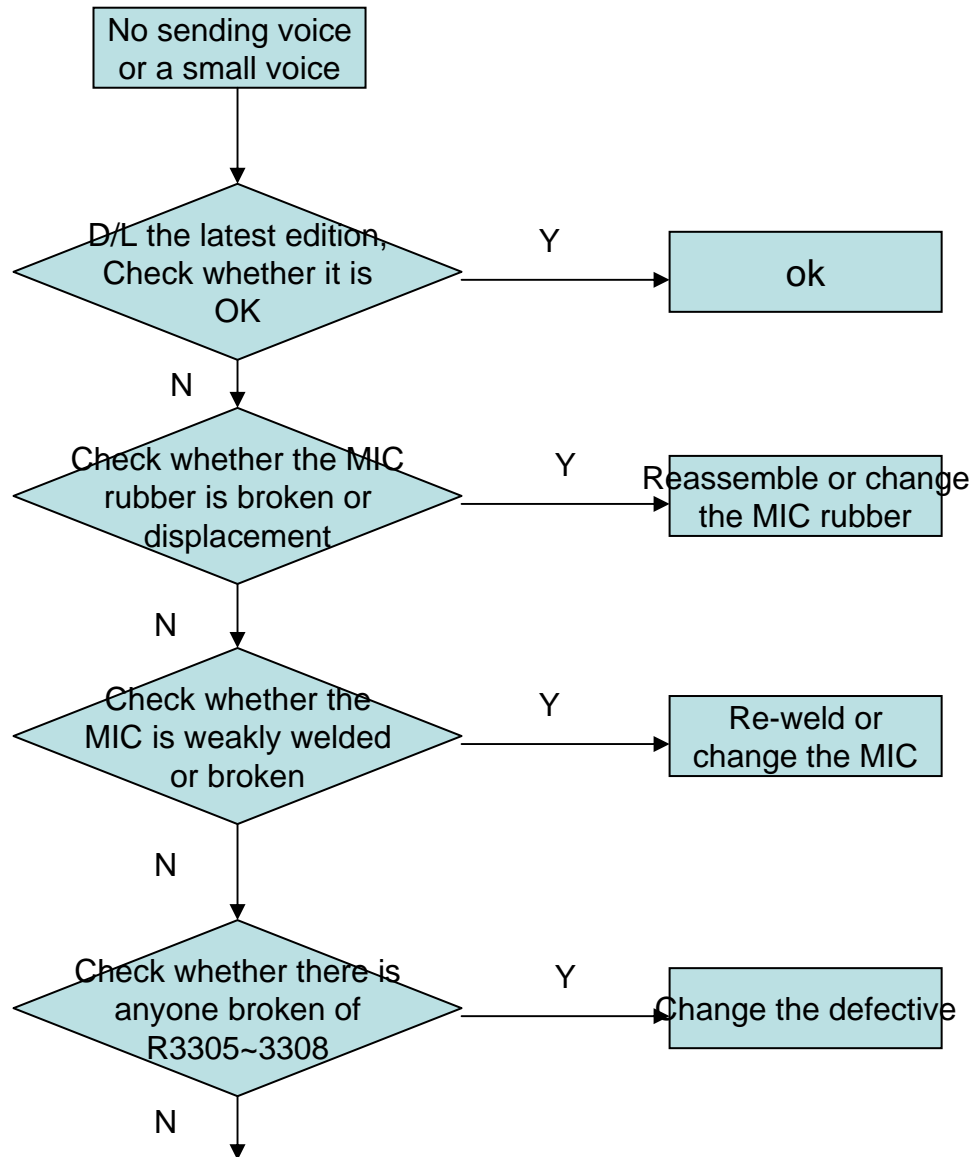 No sending voice
or a small voice
D/L the latest edition,
Check whether it is
OK
Y
ok
N
Check whether the MIC
rubber is broken or
displacement
Y
Reassemble or change
the MIC rubber
N
Check whether the
MIC is weakly welded
or broken
Y
Re-weld or
change the MIC
N
Check whether there is
anyone broken of
R3305~3308
Y
Change the defective
N